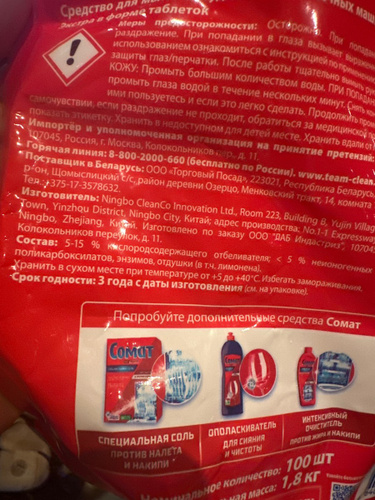 Средство для
Экстра в форме таблеток
Меры предосторожности:
раздражение. При попадании в глаза вызывает
использованием ознакомиться с инструкцией по
защиты глаз/перчатки. После работы тщательно вымыть
КОЖУ: Промыть большим количеством воды. ПРИ
промыть глаза водой в течение нескольких минут. Снять
ими пользуетесь и если это легко сделать. Продолжить
самочувствии, если раздражение не проходит, обратиться за медицинской
показать этикетку. Хранить в недоступном для детей месте. Хранить вдали от
Импортёр и уполномоченная организация на принятие претензий:
107045, Россия, г. Москва, Колокольников пер., д. 11.
Горячая линия: 8-800-2000-660 (бесплатно по России). www.team-clean
Поставщик в Беларусь: ООО «Торговый Посад», 223021, Республика Беларусь
р-он, Щомыслицкий с/с, район деревни Озерцо, Меньковский тракт, 14, комната
Тел. +375-17-3578632.
Изготовитель: Ningbo CleanCo Innovation Ltd., Room 223, Building 8, Yujin Village
Town, Yinzhou District, Ningbo City, Китай; адрес производства: No.1-1 Expressway
Ningbo, Zhejiang, Китай. Изготовлено по заказу ООО "ЛАБ Индастриз", 107045
Колокольников переулок, д. 11.
Состав: 5-15 % кислородсодержащего отбеливателя; < 5 % неионогенных
поликарбоксилатов, энзимов, отдушки (в т.ч. лимонена).
Хранить в сухом месте при температуре от +5 до +40°С. Избегать замораживания.
Срок годности: 3 года с даты изготовления (см. на упаковке).
Попробуйте дополнительные средства Сомат
Сомат
СПЕЦИАЛЬНАЯ СОЛЬ
ПРОТИВ НАЛЕТА
И НАКИПИ
ОПОЛАСКИВАТЕЛЬ
ДЛЯ СИЯНИЯ
И ЧИСТОТЫ
ИНТЕНСИВНЫЙ
ОЧИСТИТЕЛЬ
ПРОТИВ ЖИРА И НАКИПИ
Номинальное количество: 100 ШТ
масса: 1,8 КГ